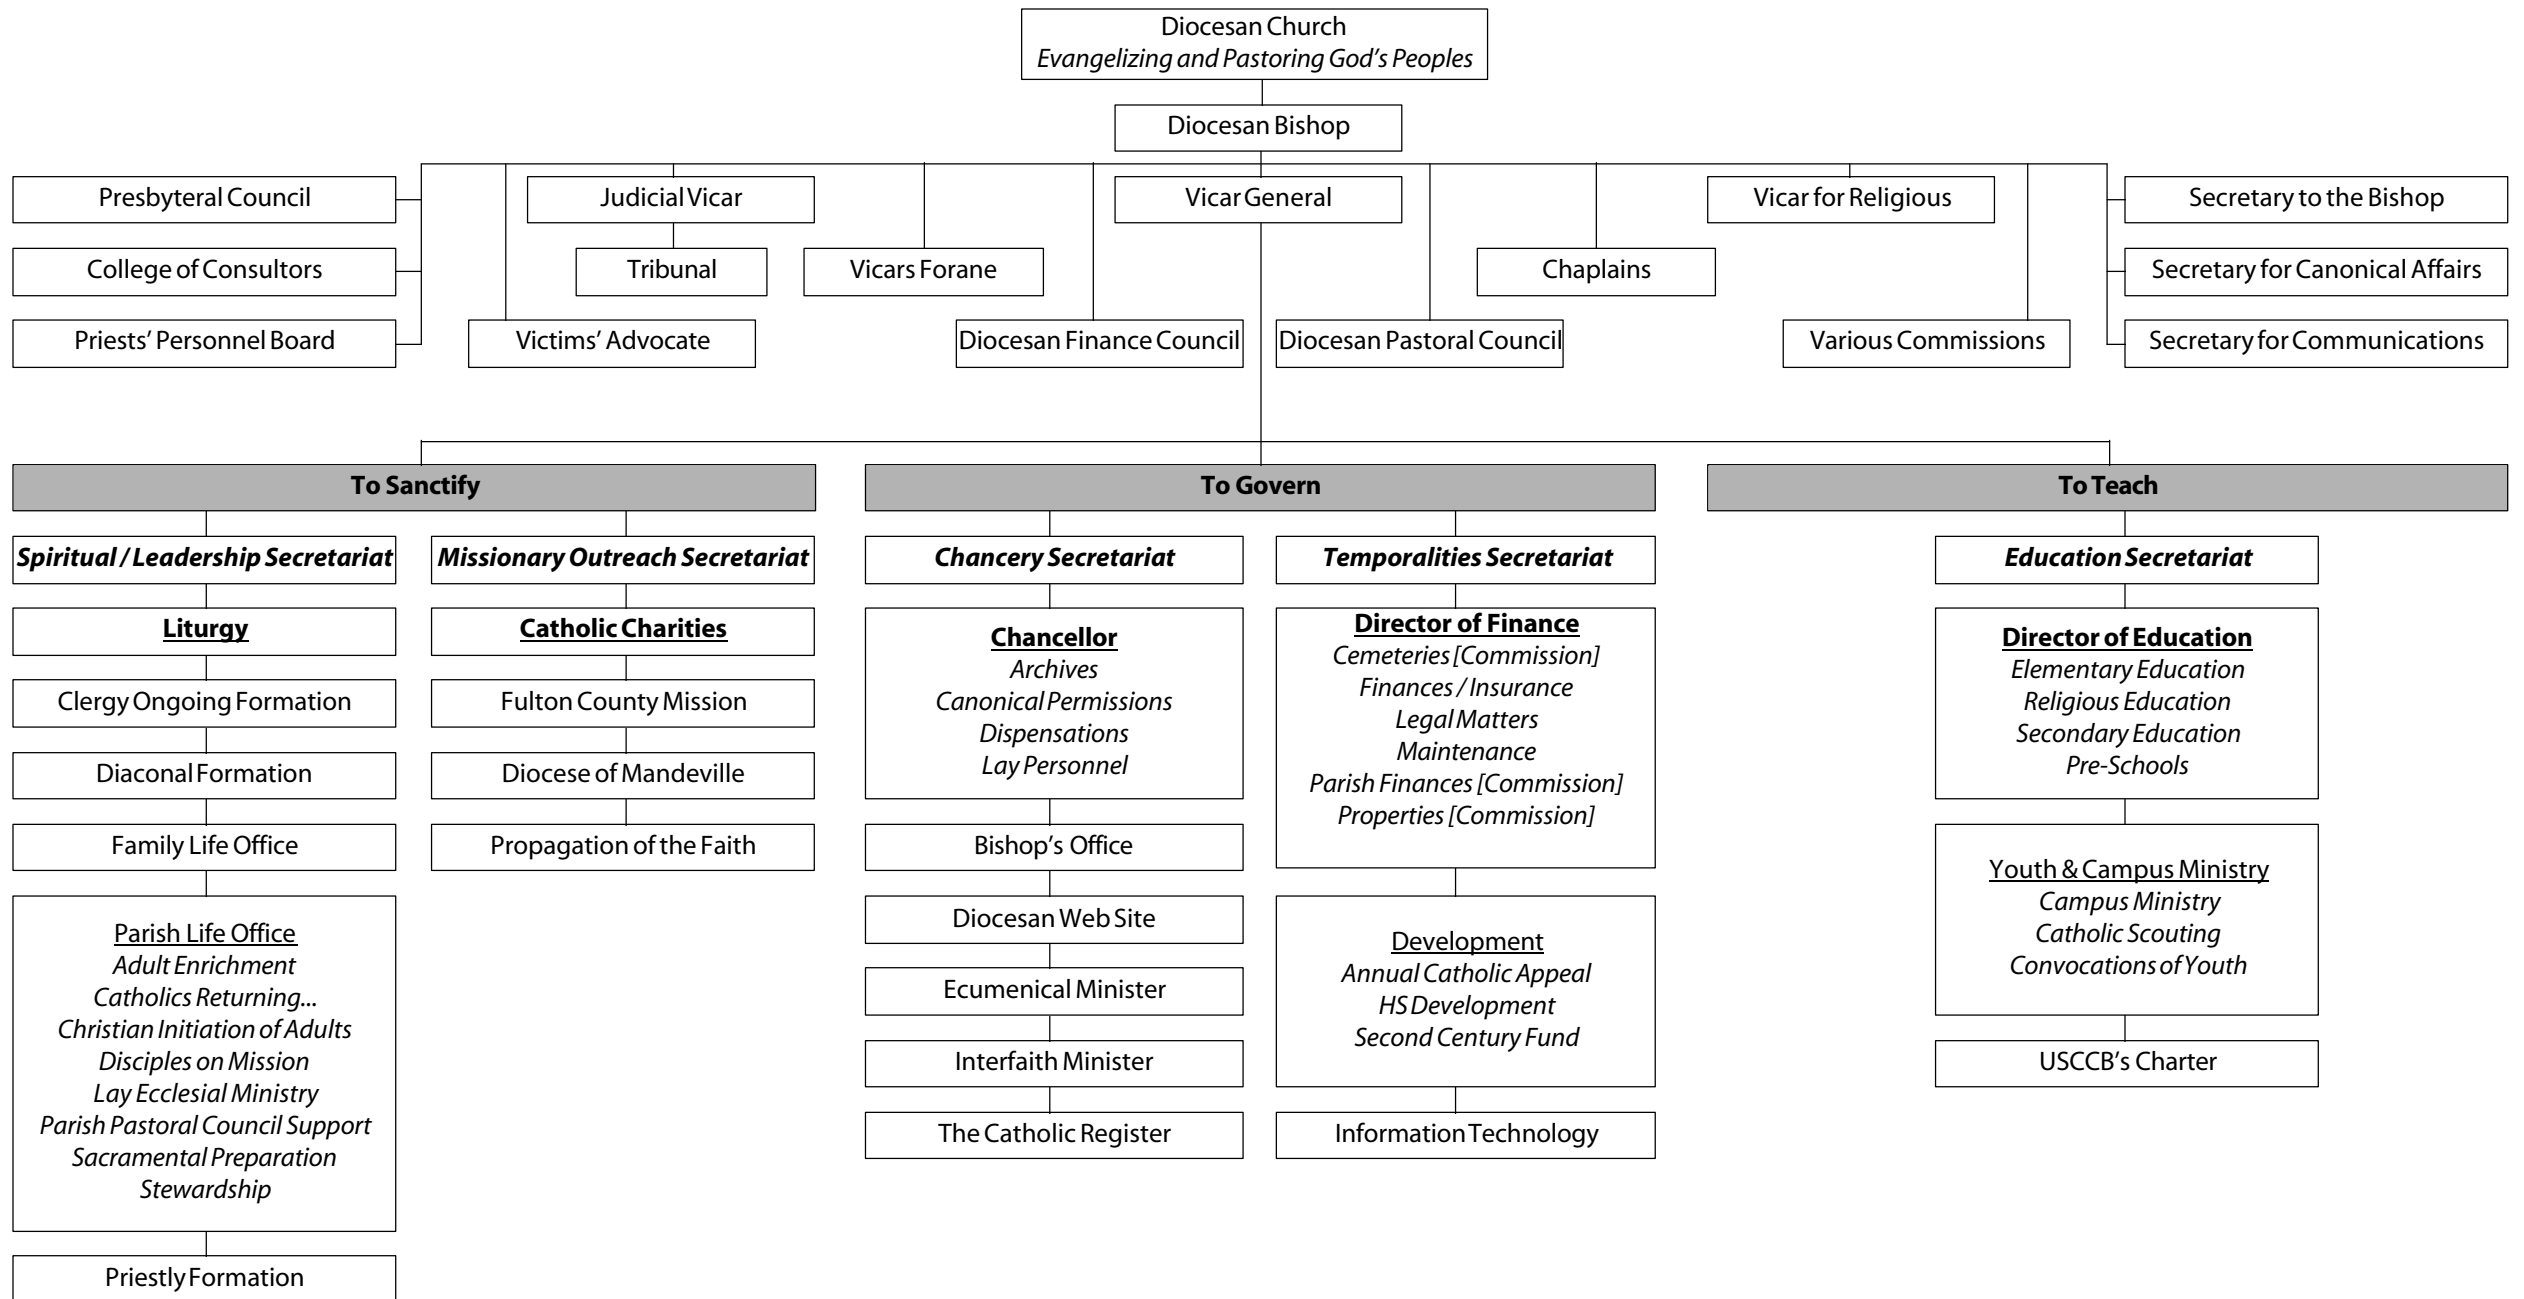 Diocesan Church
Evangelizing and Pastoring God's Peoples
Diocesan Bishop
Presbyteral Council
Judicial Vicar
Vicar General
Vicar for Religious
Secretary to the Bishop
College of Consultors
Tribunal
Vicars Forane
Chaplains
Secretary for Canonical Affairs
Priests' Personnel Board
Victims' Advocate
Diocesan Finance Council
Diocesan Pastoral Council
Various Commissions
Secretary for Communications
To Sanctify
To Govern
To Teach
Spiritual / Leadership Secretariat
Liturgy
Clergy Ongoing Formation
Diaconal Formation
Family Life Office
Parish Life Office
Adult Enrichment
Catholics Returning...
Christian Initiation of Adults
Disciples on Mission
Lay Ecclesial Ministry
Parish Pastoral Council Support
Sacramental Preparation
Stewardship
Priestly Formation
Missionary Outreach Secretariat
Catholic Charities
Fulton County Mission
Diocese of Mandeville
Propagation of the Faith
Chancery Secretariat
Chancellor
Archives
Canonical Permissions
Dispensations
Lay Personnel
Bishop's Office
Diocesan Web Site
Ecumenical Minister
Interfaith Minister
The Catholic Register
Temporalities Secretariat
Director of Finance
Cemeteries [Commission]
Finances / Insurance
Legal Matters
Maintenance
Parish Finances [Commission]
Properties [Commission]
Development
Annual Catholic Appeal
HS Development
Second Century Fund
Information Technology
Education Secretariat
Director of Education
Elementary Education
Religious Education
Secondary Education
Pre-Schools
Youth & Campus Ministry
Campus Ministry
Catholic Scouting
Convocations of Youth
USCCB's Charter